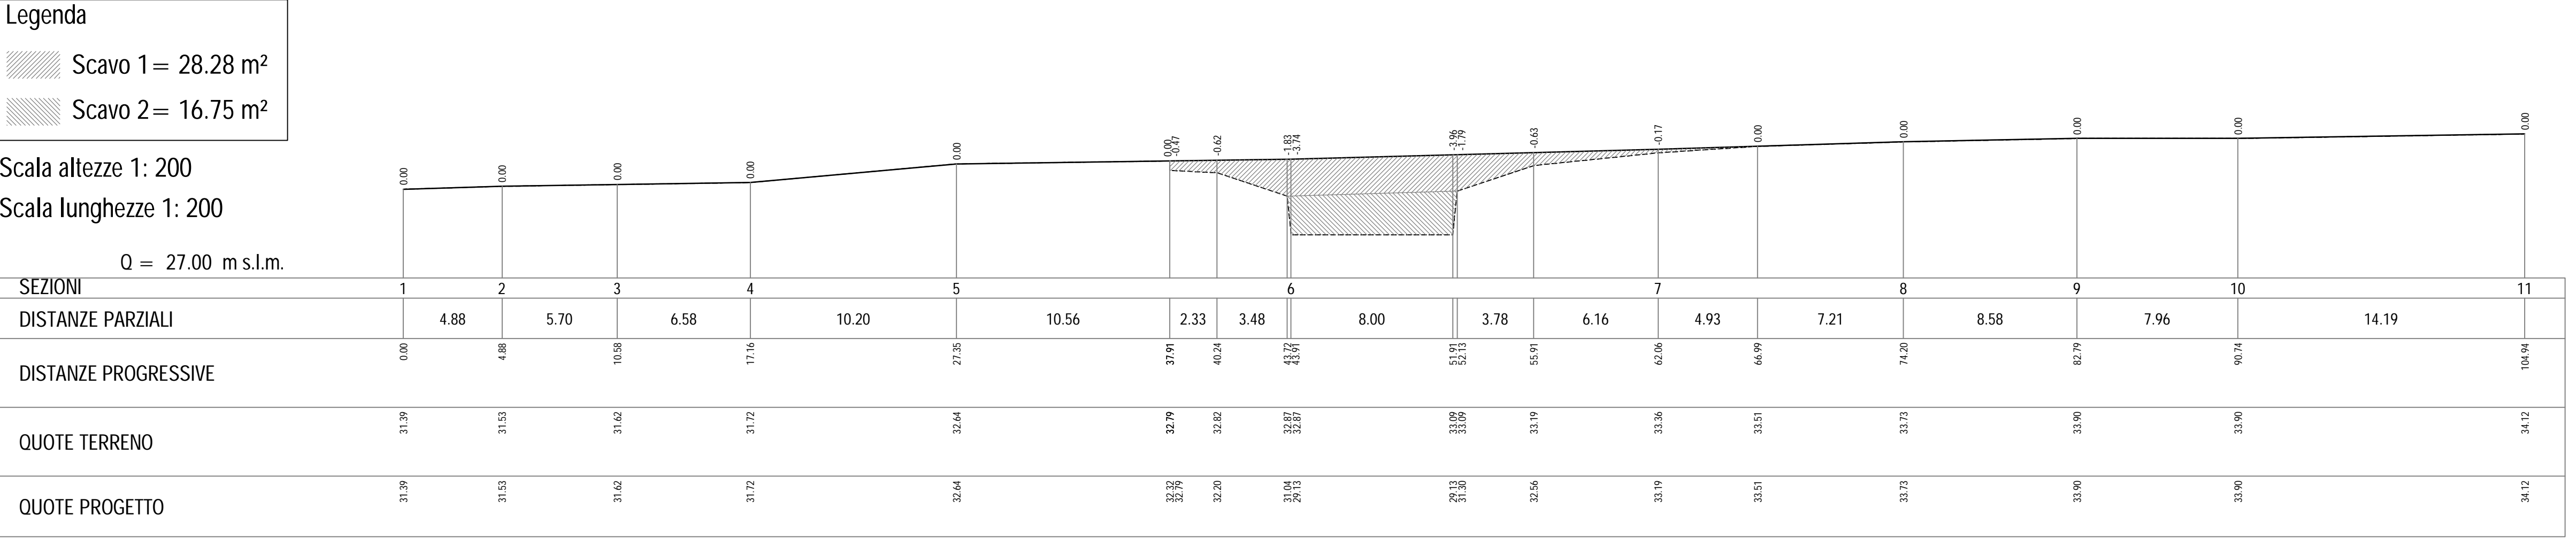 Legenda
Scavo 1= 28.28 m²
Scavo 2= 16.75 m²
Scala altezze 1: 200
Scala lunghezze 1: 200
Q = 27.00 m s.l.m.
0.00 0.00 0.00 0.00 0.00 0.00 -0.47 -0.62 -1.83 -3.74 -3.96 -1.79 -0.63 -0.17 0.00 0.00 0.00 0.00 0.00
SEZIONI 1 2 3 4 5 6 7 8 9 10 11
DISTANZE PARZIALI 4.88 5.70 6.58 10.20 10.56 2.33 3.48 8.00 3.78 6.16 4.93 7.21 8.58 7.96 14.19
DISTANZE PROGRESSIVE 0.00 4.88 10.58 17.16 27.35 37.91 40.24 43.72 43.91 51.91 52.13 55.91 62.06 66.99 74.20 82.79 90.74 104.94
QUOTE TERRENO 31.39 31.53 31.62 31.72 32.64 32.79 32.82 32.87 32.87 33.09 33.09 33.19 33.36 33.51 33.73 33.90 33.90 34.12
QUOTE PROGETTO 31.39 31.53 31.62 31.72 32.64 32.32 32.79 32.20 31.04 29.13 29.13 31.30 32.56 33.19 33.51 33.73 33.90 33.90 34.12